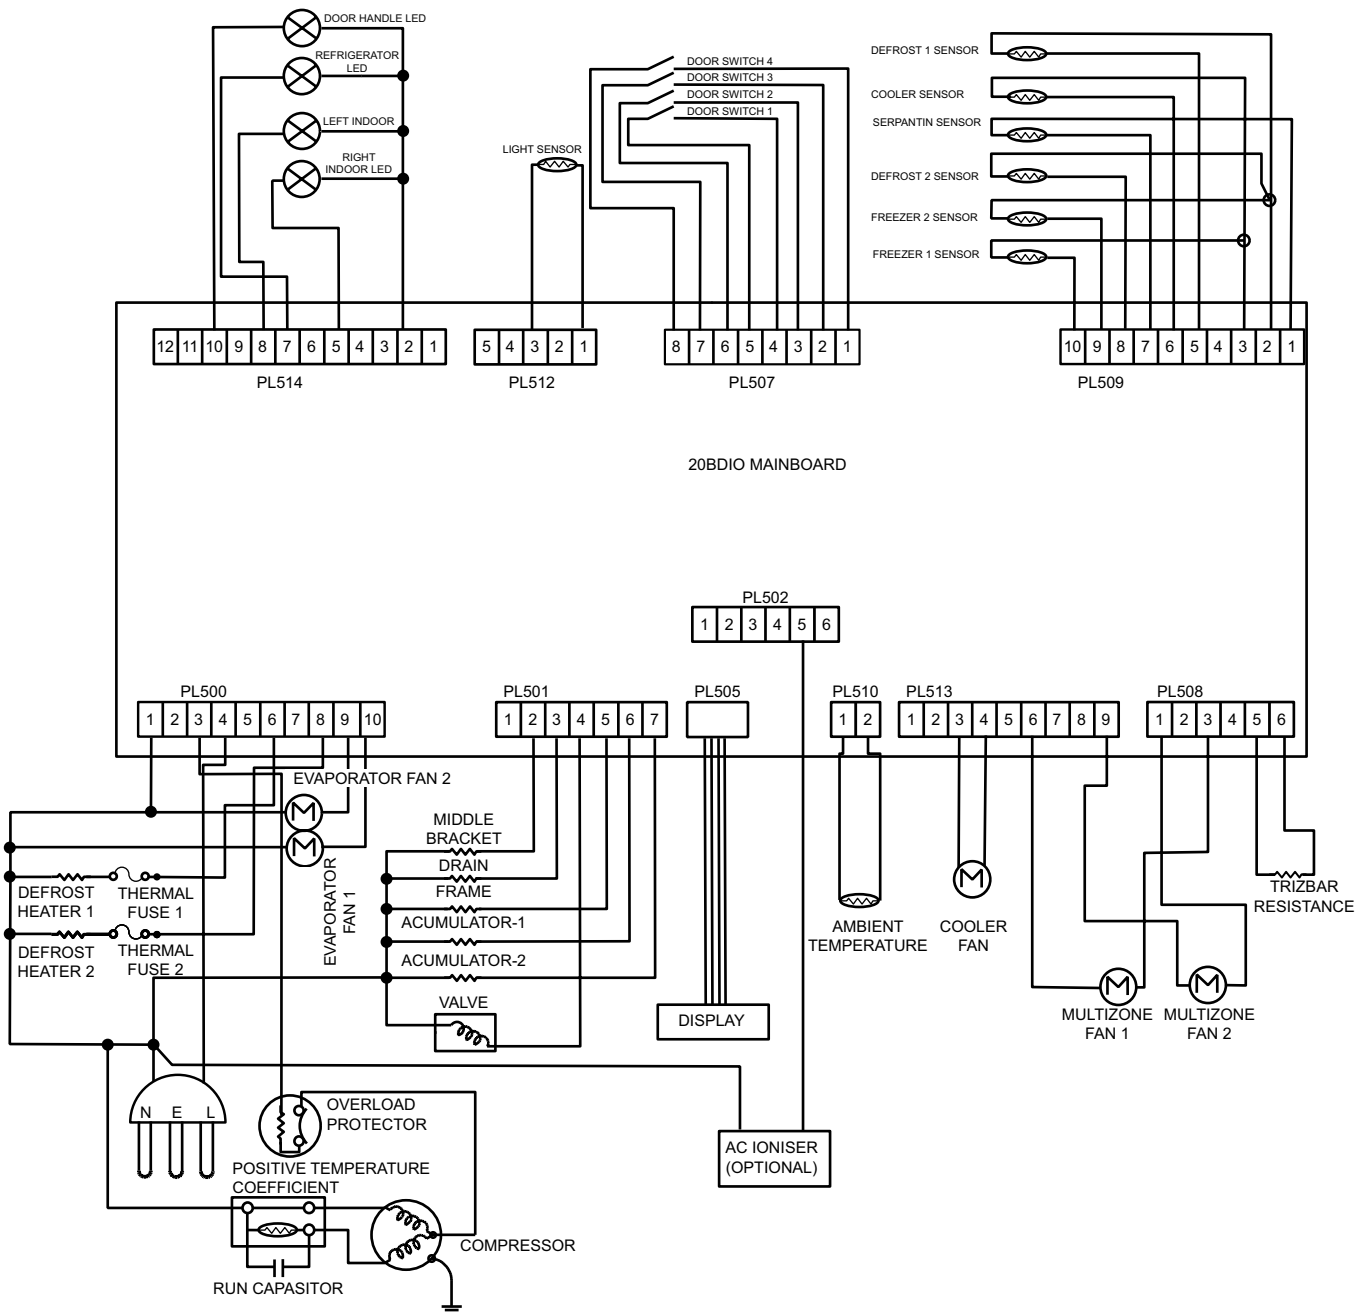 DOOR HANDLE LED
REFRIGERATOR
LED
LEFT INDOOR
RIGHT
INDOOR LED
LIGHT SENSOR
DOOR SWITCH 4
DOOR SWITCH 3
DOOR SWITCH 2
DOOR SWITCH 1
DEFROST 1 SENSOR
COOLER SENSOR
SERPANTIN SENSOR
DEFROST 2 SENSOR
FREEZER 2 SENSOR
FREEZER 1 SENSOR
12 11 10 9 8 7 6 5 4 3 2 1
PL514
5 4 3 2 1
PL512
8 7 6 5 4 3 2 1
PL507
10 9 8 7 6 5 4 3 2 1
PL509
20BDIO MAINBOARD
PL502
1 2 3 4 5 6
PL500
1 2 3 4 5 6 7 8 9 10
PL501
1 2 3 4 5 6 7
PL505
PL510
1 2
PL513
1 2 3 4 5 6 7 8 9
PL508
1 2 3 4 5 6
EVAPORATOR FAN 2
M
M
EVAPORATOR
FAN 1
DEFROST
HEATER 1
THERMAL
FUSE 1
DEFROST
HEATER 2
THERMAL
FUSE 2
MIDDLE
BRACKET
DRAIN
FRAME
ACUMULATOR-1
ACUMULATOR-2
VALVE
DISPLAY
AMBIENT
TEMPERATURE
M
COOLER
FAN
M
MULTIZONE
FAN 1
M
MULTIZONE
FAN 2
TRIZBAR
RESISTANCE
N E L
OVERLOAD
PROTECTOR
POSITIVE TEMPERATURE
COEFFICIENT
AC IONISER
(OPTIONAL)
COMPRESSOR
RUN CAPASITOR